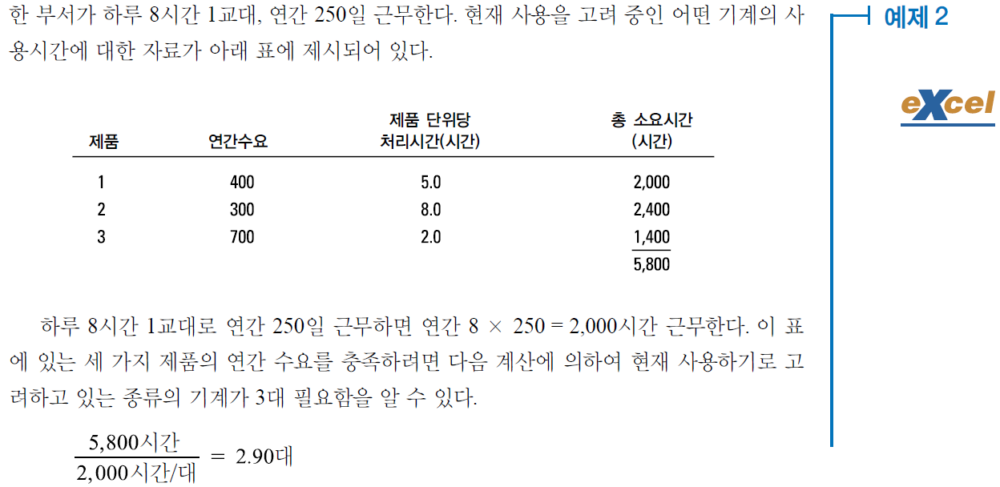 한 부서가 하루 8시간 1교대, 연간 250일 근무한다. 현재 사용을 고려 중인 어떤 기계의 사
용시간에 대한 자료가 아래 표에 제시되어 있다.
예제 2
eXcel
제품 단위당 총 소요시간
제품 연간수요 처리시간(시간) (시간)
1 400 5.0 2,000
2 300 8.0 2,400
3 700 2.0 1,400
5,800
하루 8시간 1교대로 연간 250일 근무하면 연간 8 × 250 = 2,000시간 근무한다. 이 표
에 있는 세 가지 제품의 연간 수요를 충족하려면 다음 계산에 의하여 현재 사용하기로 고
려하고 있는 종류의 기계가 3대 필요함을 알 수 있다.
5,800시간
2,000시간/대 = 2.90대